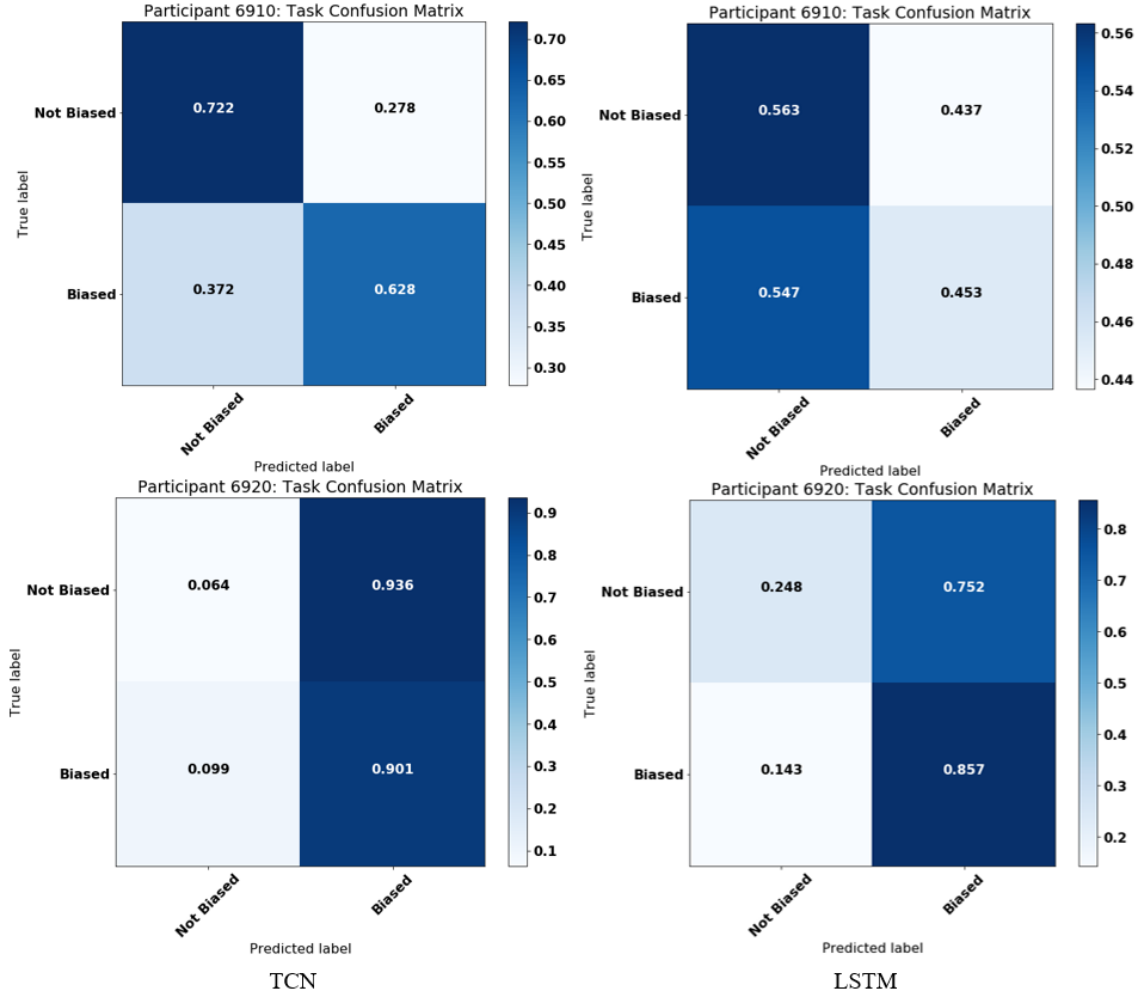 Participant 6910: Task Confusion Matrix
True label
Not Biased
Biased
0.722 0.278
0.372 0.628
Not Biased Biased
Predicted label
0.70
0.65
0.60
0.55
0.50
0.45
0.40
0.35
0.30
Participant 6910: Task Confusion Matrix
True label
Not Biased
Biased
0.563 0.437
0.547 0.453
Not Biased Biased
Predicted label
0.56
0.54
0.52
0.50
0.48
0.46
0.44
Participant 6920: Task Confusion Matrix
True label
Not Biased
Biased
0.064 0.936
0.099 0.901
Not Biased Biased
Predicted label
0.9
0.8
0.7
0.6
0.5
0.4
0.3
0.2
0.1
TCN
Participant 6920: Task Confusion Matrix
True label
Not Biased
Biased
0.248 0.752
0.143 0.857
Not Biased Biased
Predicted label
0.8
0.7
0.6
0.5
0.4
0.3
0.2
LSTM